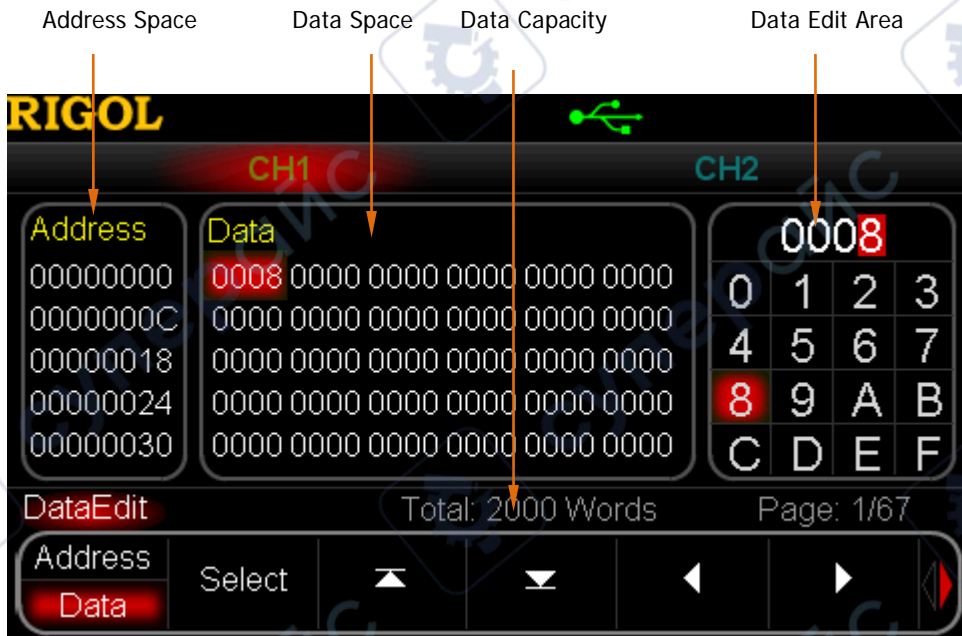 Address Space Data Space Data Capacity Data Edit Area
RIGOL
CH1 CH2
Address Data 0008
00000000 0008 0000 0000 0000 0000 0000
0 1 2 3
0000000C 0000 0000 0000 0000 0000 0000
4 5 6 7
00000018 0000 0000 0000 0000 0000 0000
00000024 0000 0000 0000 0000 0000 0000
8 9 A B
00000030 0000 0000 0000 0000 0000 0000
C D E F
DataEdit Total: 2000 Words Page: 1/67
Address
Select
Data
суперайс
суперайс